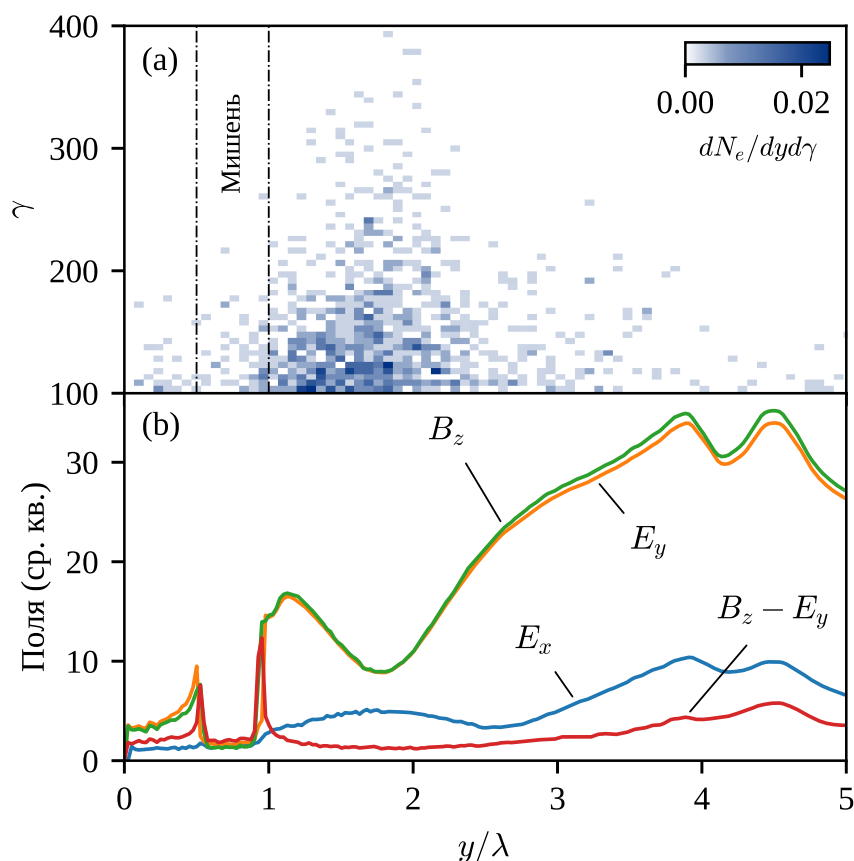 400
300
200
100
γ
(a)
Мишень
0.00 0.02
dN_e/dydγ
(b)
30
20
10
0
Поля (ср. кв.)
B_z
E_y
E_x
B_z − E_y
0 1 2 3 4 5
y/λ